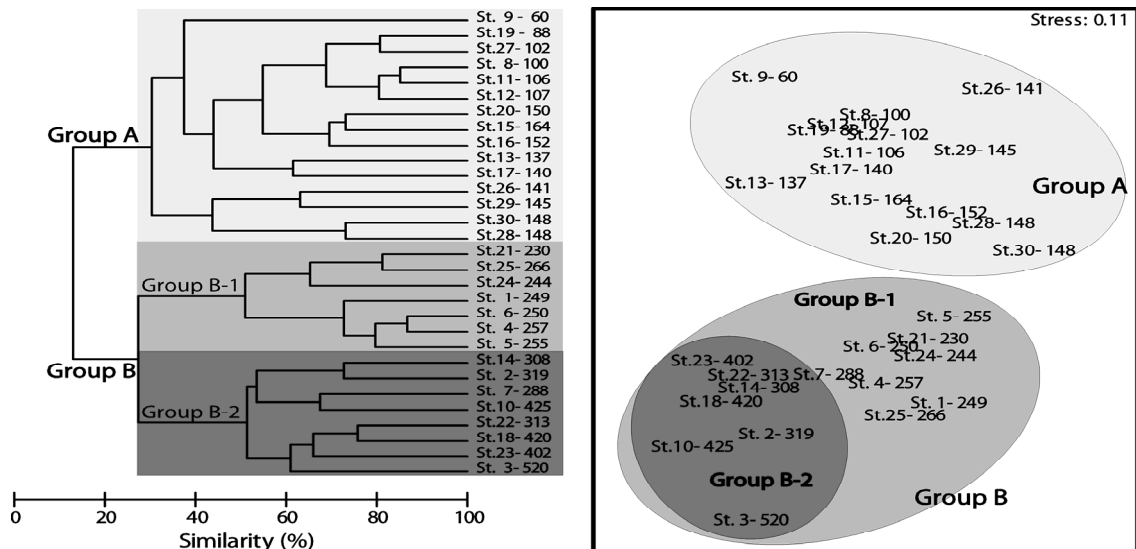 St. 9 - 60
St.19 - 88
St.27- 102
St. 8-100
St.11- 106
St.12- 107
St.20- 150
St.15- 164
St.16- 152
St.13- 137
St.17- 140
St.26- 141
St.29- 145
St.30- 148
St.28- 148
St.21- 230
St.25- 266
St.24- 244
St. 1- 249
St. 6- 250
St. 4- 257
St. 5- 255
St.14- 308
St. 2- 319
St. 7- 288
St.10- 425
St.22- 313
St.18- 420
St.23- 402
St. 3- 520
Group A
Group B-1
Group B
Group B-2
0 20 40 60 80 100
Similarity (%)
Stress: 0.11
St. 9- 60
St.26- 141
St.8- 100
St.12- 107
St.19- 88
St.27- 102
St.11- 106
St.29- 145
St.17- 140
St.13- 137
Group A
St.15- 164
St.16- 152
St.28- 148
St.20- 150
St.30- 148
Group B-1
St. 5- 255
St.21- 230
St. 6- 250
St.24- 244
St.23- 402
St.22- 313
St.7- 288
St.14- 308
St. 4- 257
St.18- 420
St. 1- 249
St.25- 266
St. 2- 319
St.10- 425
Group B-2
Group B
St. 3- 520